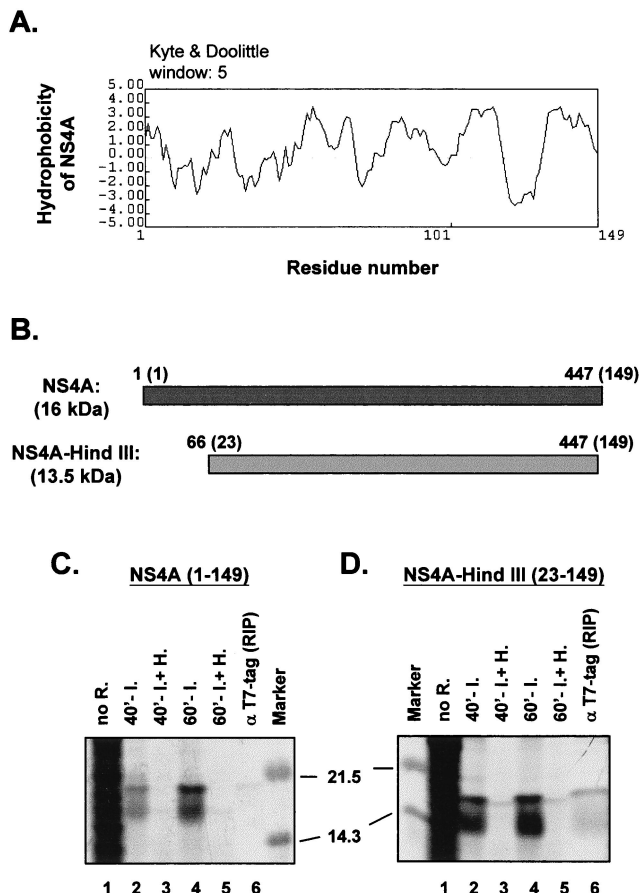 A.
Kyte & Doolittle
window: 5
Hydrophobicity
of NS4A
5.00
4.00
3.00
2.00
1.00
0.00
-1.00
-2.00
-3.00
-4.00
-5.00
1
101
149
Residue number
B.
1 (1)
447 (149)
NS4A:
(16 kDa)
66 (23)
447 (149)
NS4A-Hind III:
(13.5 kDa)
C.
NS4A (1-149)
no R.
40'- I.
40'- I.+ H.
60'- I.
60'- I.+ H.
α T7-tag (RIP)
Marker
1
2
3
4
5
6
21.5
14.3
D.
NS4A-Hind III (23-149)
Marker
no R.
40'- I.
40'- I.+ H.
60'- I.
60'- I.+ H.
α T7-tag (RIP)
1
2
3
4
5
6